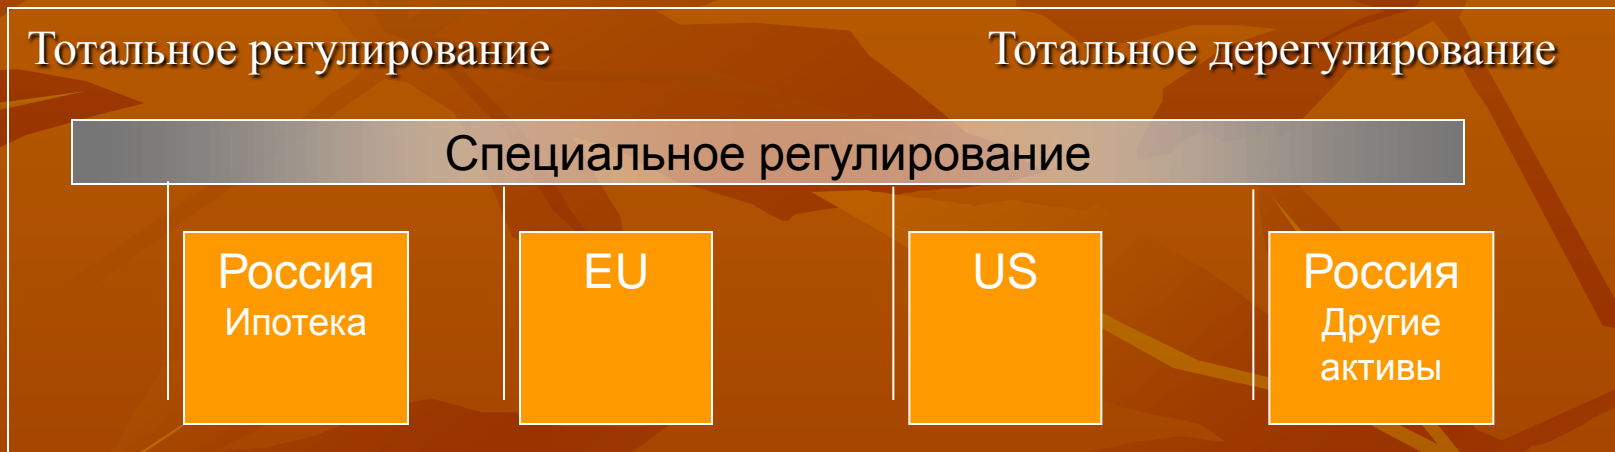 Тотальное регулирование
Тотальное дерегулирование
Специальное регулирование
Россия
Ипотека
EU
US
Россия
Другие
активы